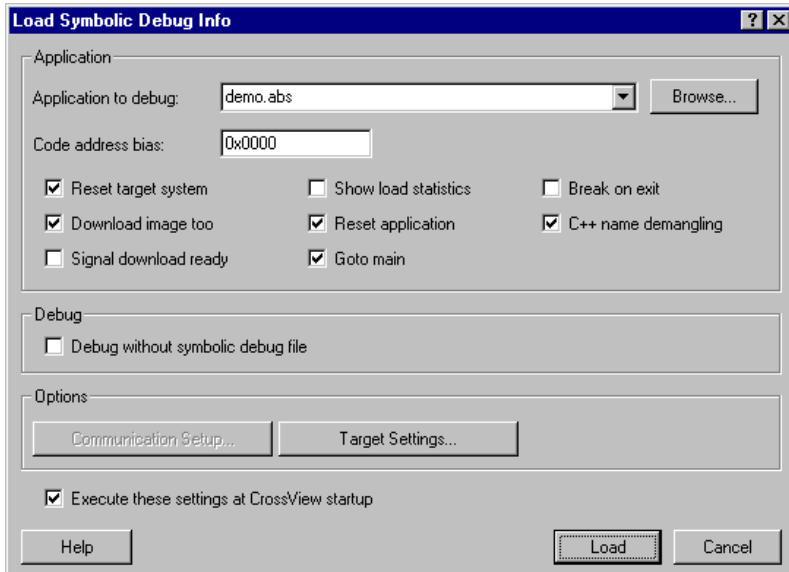 Load Symbolic Debug Info
Application
Application to debug: demo.abs Browse...
Code address bias: 0x0000
Reset target system Show load statistics Break on exit
Download image too Reset application C++ name demangling
Signal download ready Goto main
Debug
Debug without symbolic debug file
Options
Communication Setup... Target Settings...
Execute these settings at CrossView startup
Help Load Cancel